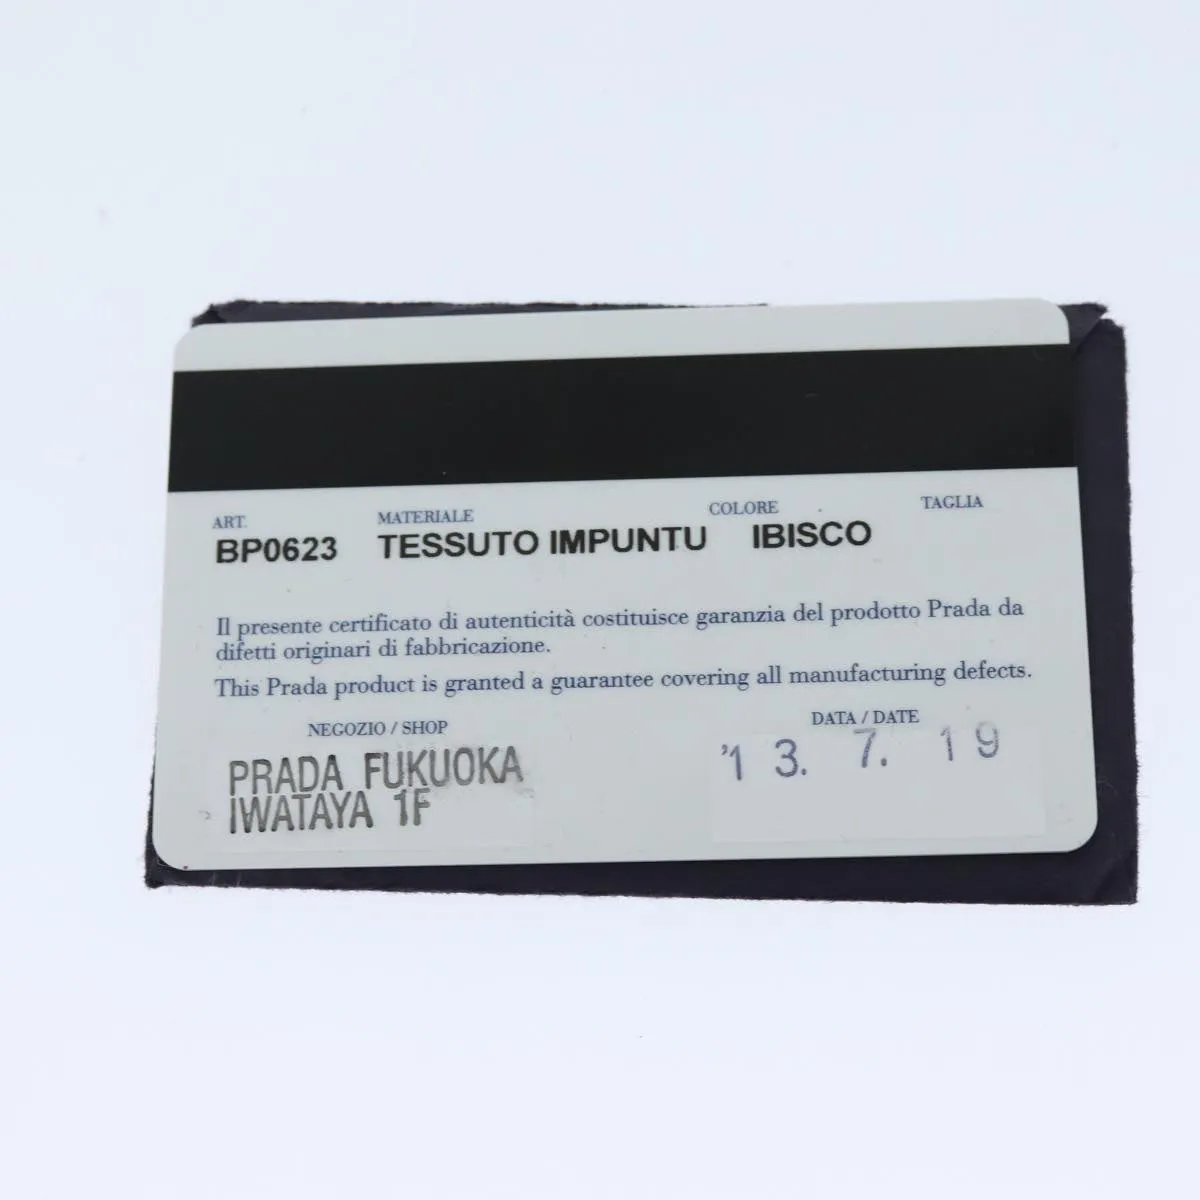 ART. MATERIALE COLORE TAGLIA
BP0623 TESSUTO IMPUNTU IBISCO
Il presente certificato di autenticità costituisce garanzia del prodotto Prada da
difetti originari di fabbricazione.
This Prada product is granted a guarantee covering all manufacturing defects.
NEGOZIO / SHOP DATA / DATE
PRADA FUKUOKA '13. 7. 19
IWATAYA 1F